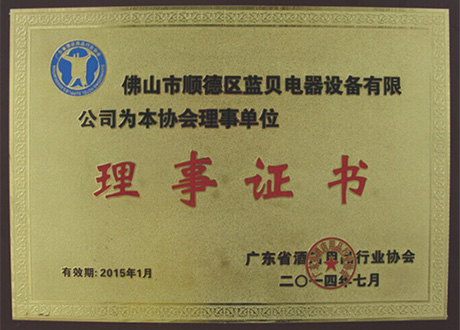 佛山市顺德区蓝贝电器设备有限
公司为本协会理事单位
理事证书
广东省酒店用品行业协会
有效期:2015年1月
二〇一四年七月